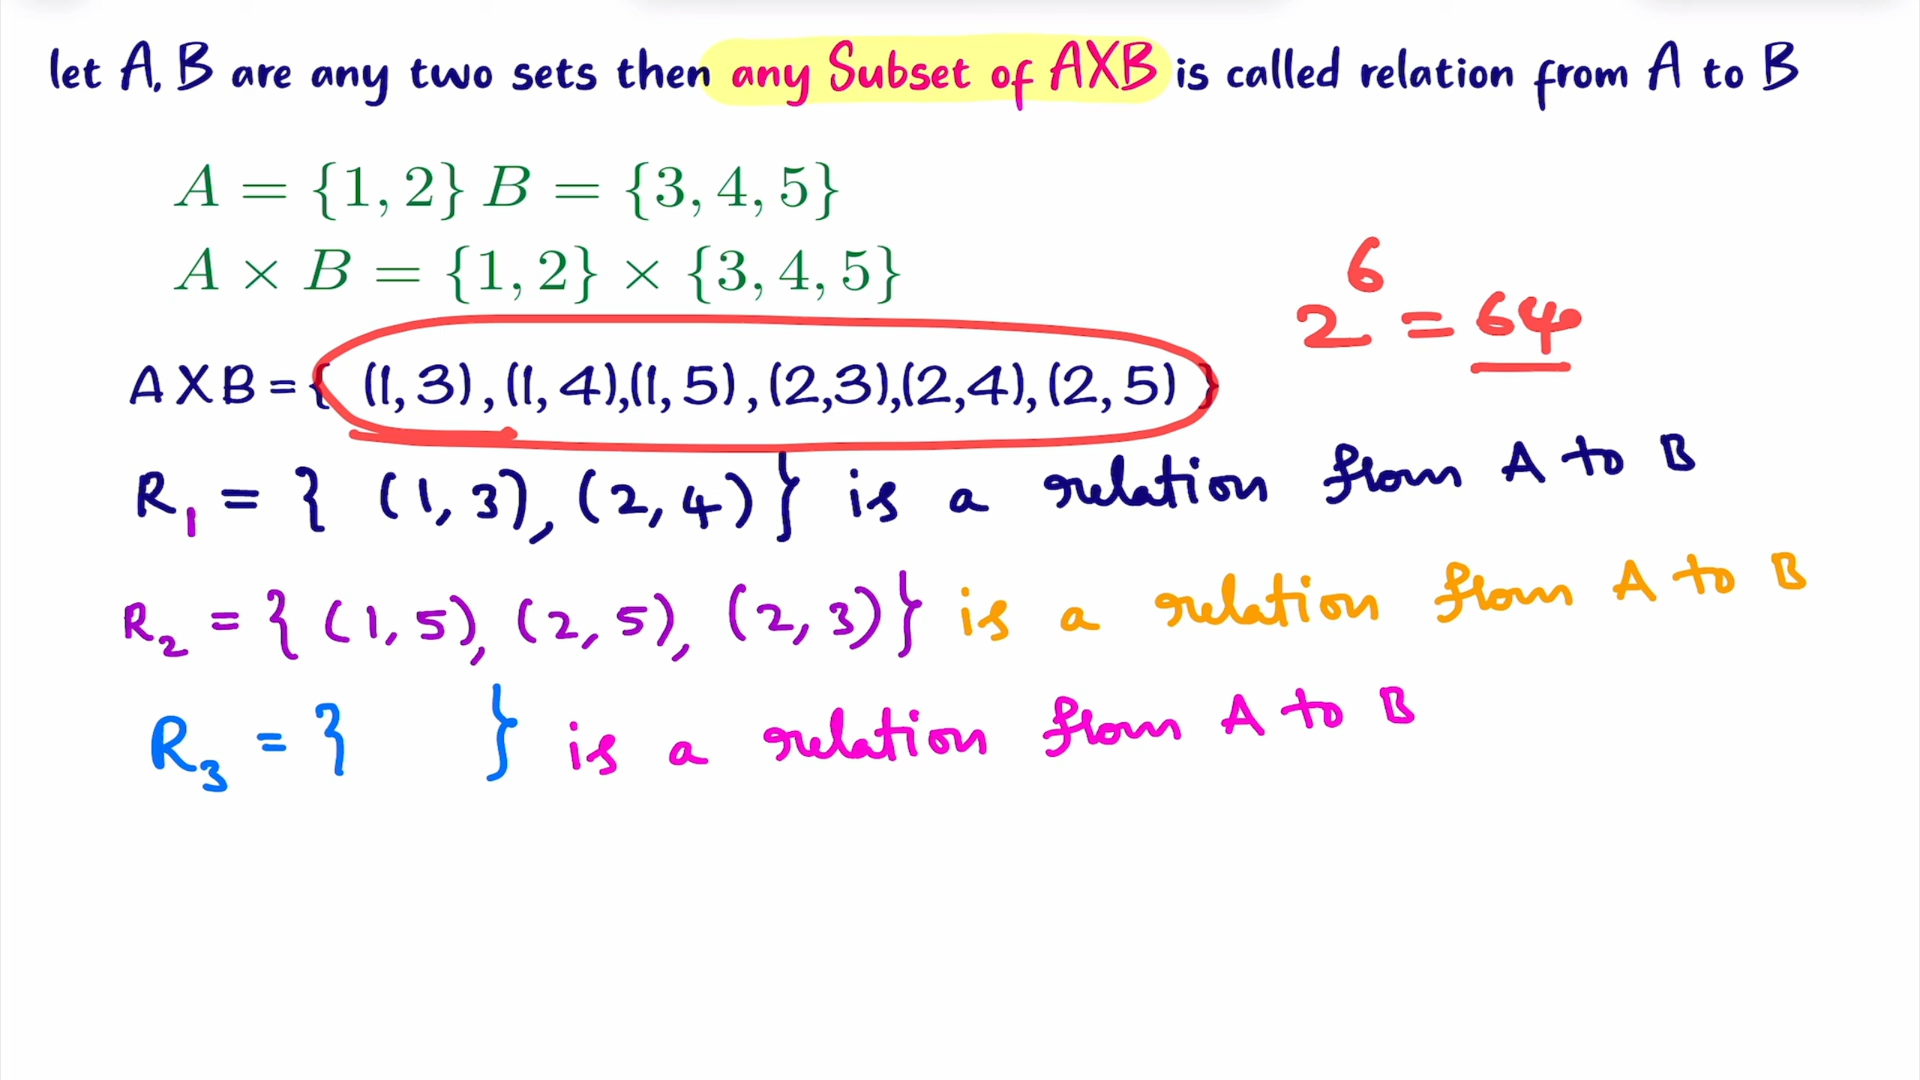 let A, B are any two sets then any Subset of AXB is called relation from A to B
A = {1, 2} B = {3, 4, 5}
A × B = {1, 2} × {3, 4, 5}
2^6 = 64
AXB = { (1, 3), (1, 4),(1, 5), (2,3),(2,4), (2, 5) }
R₁ = { (1, 3), (2, 4) } is a relation from A to B
R₂ = { (1, 5), (2, 5), (2, 3) } is a relation from A to B
R₃ = { } is a relation from A to B